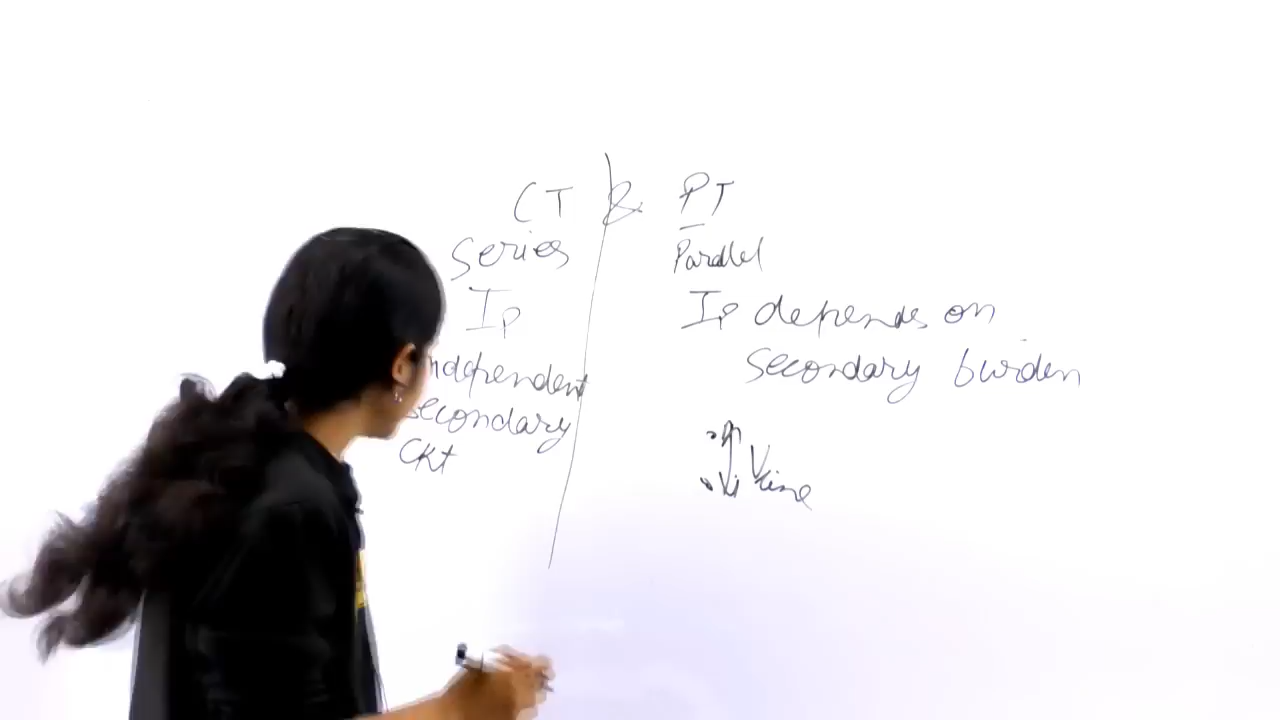 CT & PT
Series
Parallel
Ip
Ip depends on
secondary burden
independent
secondary
CKt
Vline